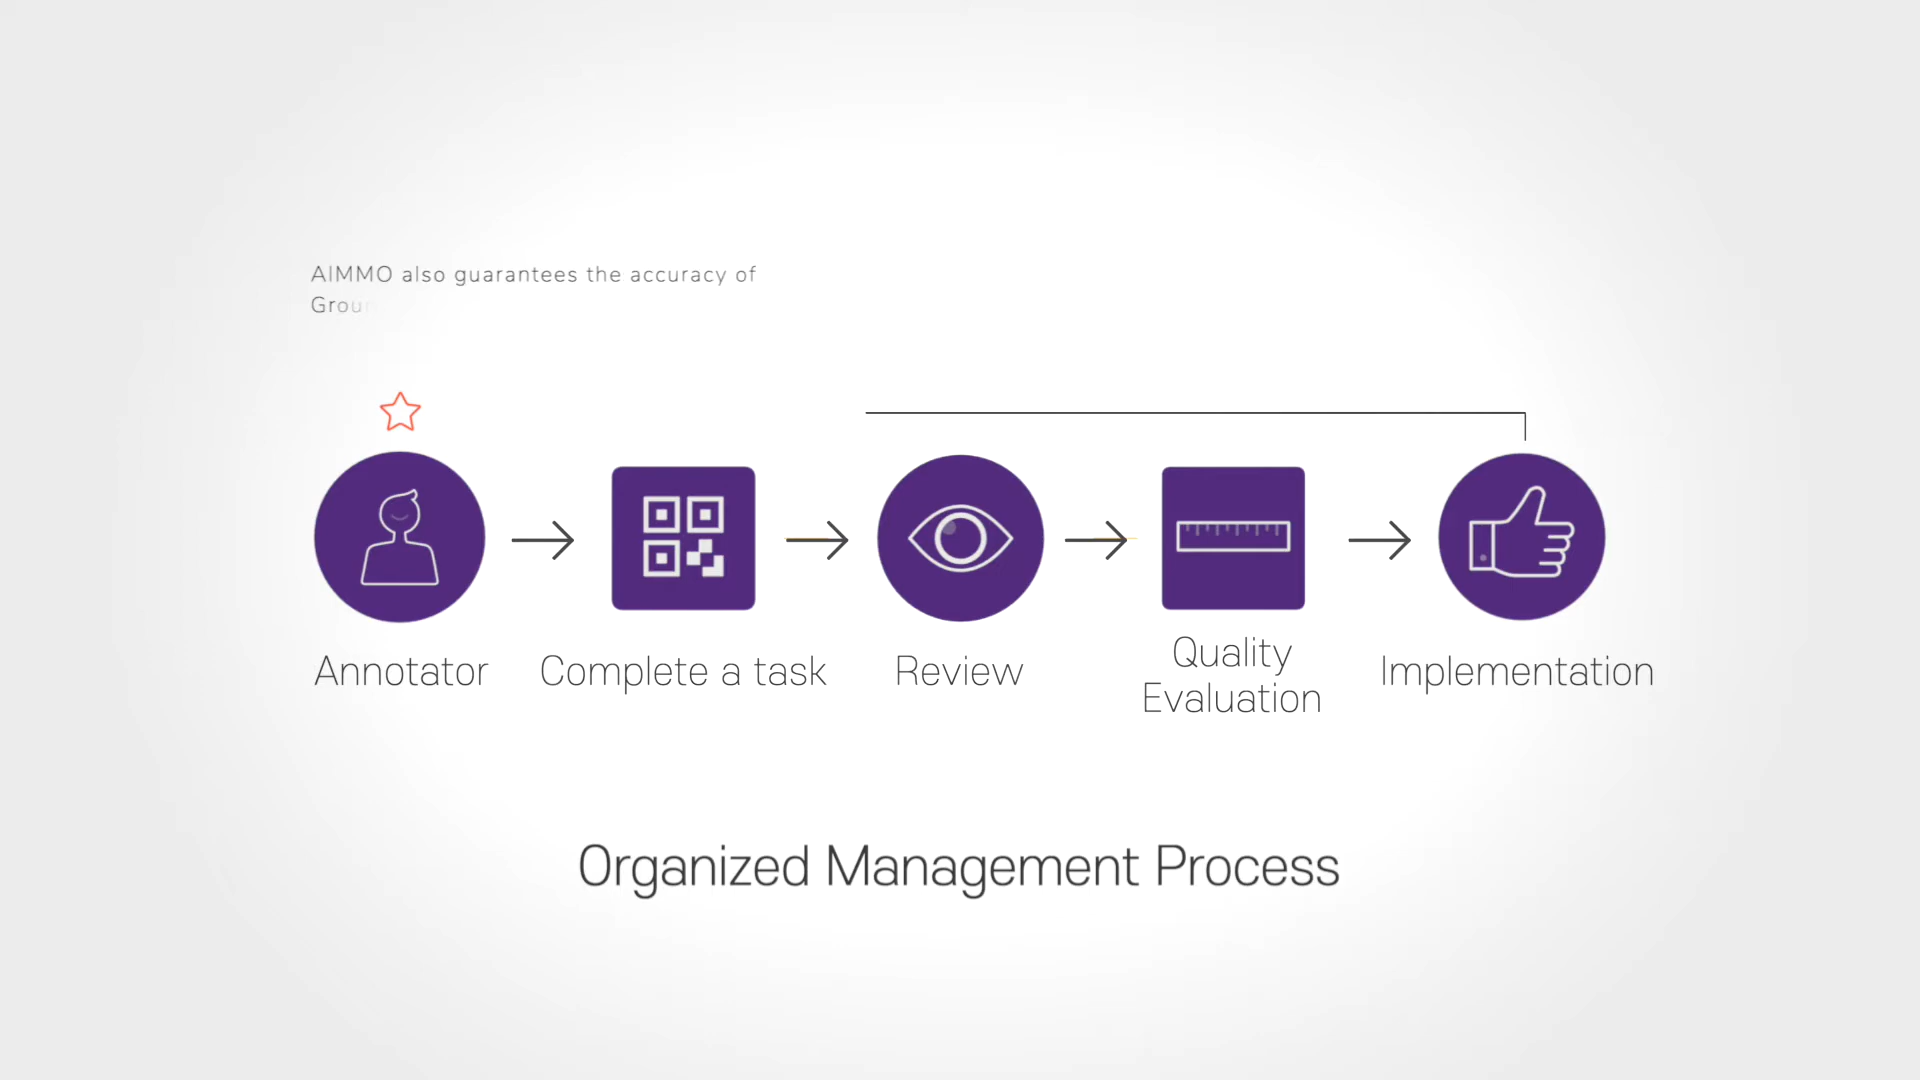 AIMMO also guarantees the accuracy of
Annotator
Complete a task
Review
Quality
Evaluation
Implementation
Organized Management Process